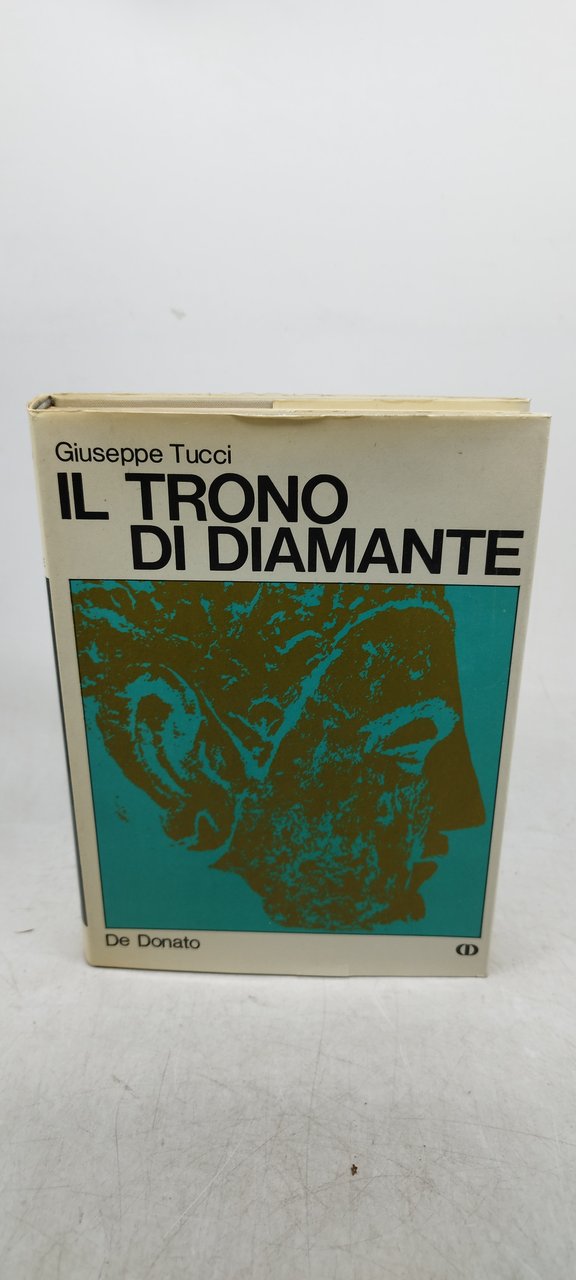 Giuseppe Tucci
IL TRONO
DI DIAMANTE
De Donato